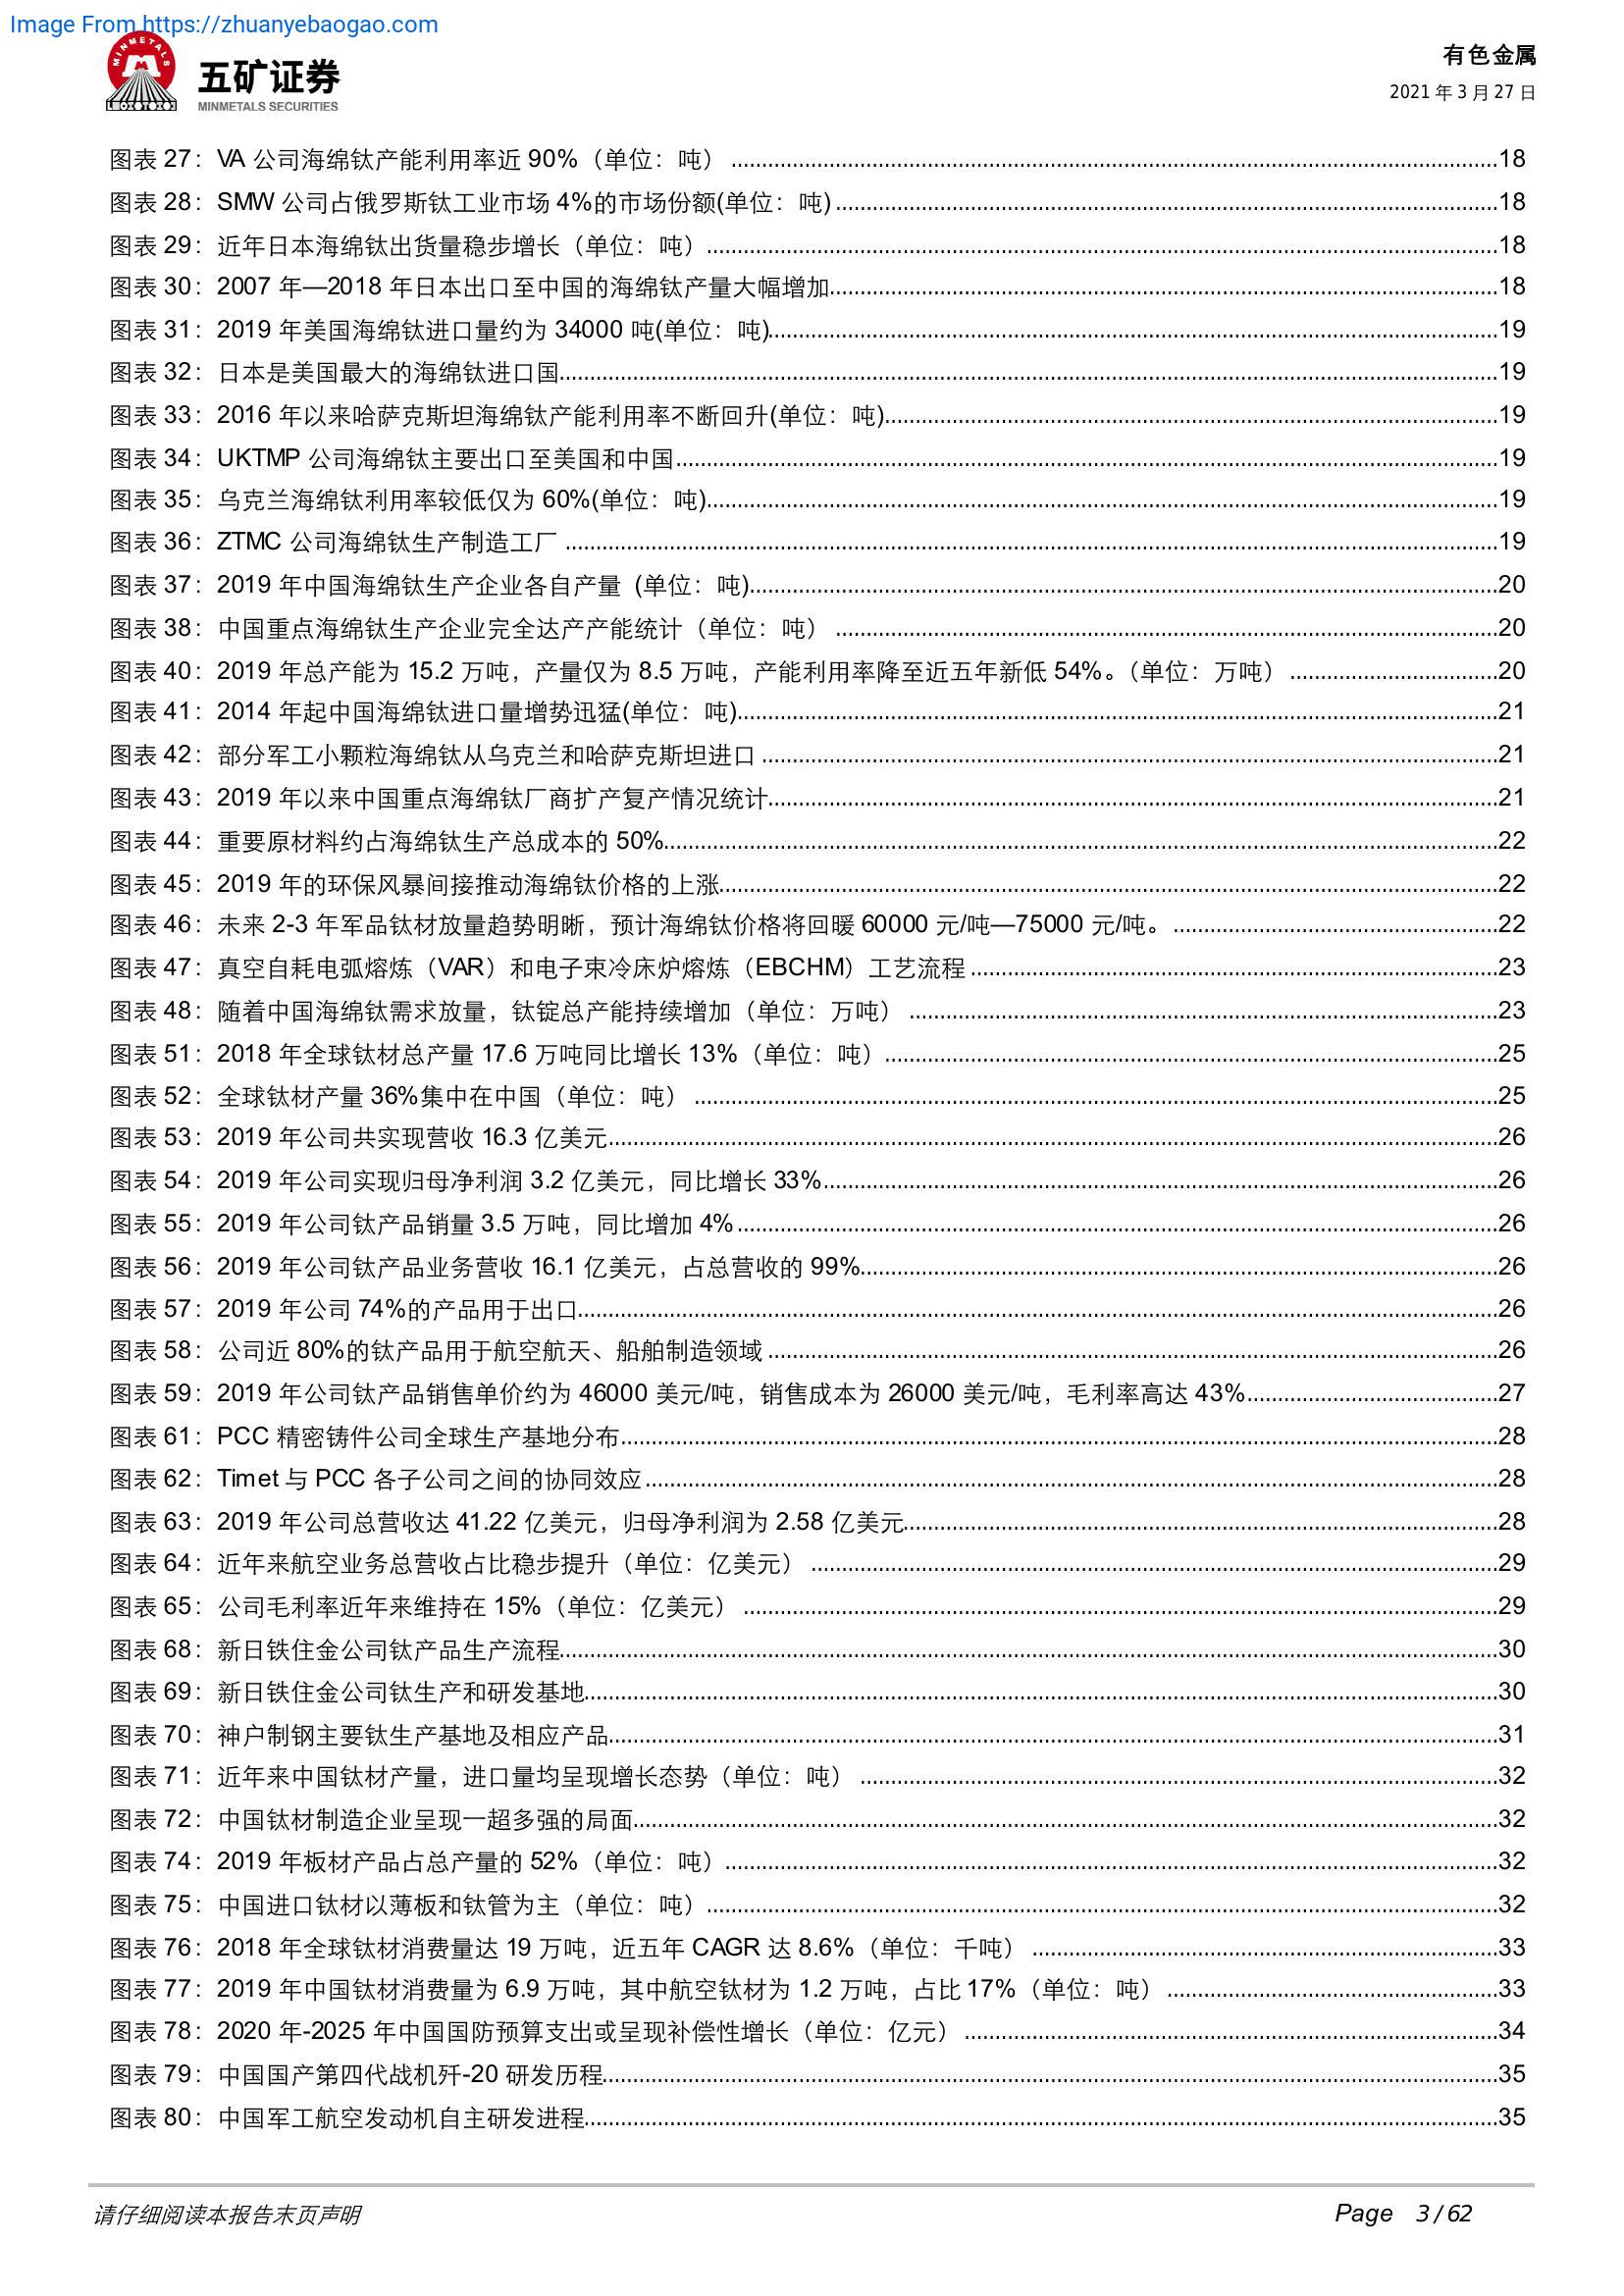 Image From https://zhuanyebaogao.com
MINMETALS
五矿证券
MINMETALS SECURITIES
有色金属
2021 年 3 月 27 日
图表 27：VA 公司海绵钛产能利用率近 90%（单位：吨）18
图表 28：SMW 公司占俄罗斯钛工业市场 4%的市场份额(单位：吨)18
图表 29：近年日本海绵钛出货量稳步增长（单位：吨）18
图表 30：2007 年—2018 年日本出口至中国的海绵钛产量大幅增加18
图表 31：2019 年美国海绵钛进口量约为 34000 吨(单位：吨)19
图表 32：日本是美国最大的海绵钛进口国19
图表 33：2016 年以来哈萨克斯坦海绵钛产能利用率不断回升(单位：吨)19
图表 34：UKTMP 公司海绵钛主要出口至美国和中国19
图表 35：乌克兰海绵钛利用率较低仅为 60%(单位：吨)19
图表 36：ZTMC 公司海绵钛生产制造工厂19
图表 37：2019 年中国海绵钛生产企业各自产量 (单位：吨)20
图表 38：中国重点海绵钛生产企业完全达产产能统计（单位：吨）20
图表 40：2019 年总产能为 15.2 万吨，产量仅为 8.5 万吨，产能利用率降至近五年新低 54%。（单位：万吨）20
图表 41：2014 年起中国海绵钛进口量增势迅猛(单位：吨)21
图表 42：部分军工小颗粒海绵钛从乌克兰和哈萨克斯坦进口21
图表 43：2019 年以来中国重点海绵钛厂商扩产复产情况统计21
图表 44：重要原材料约占海绵钛生产总成本的 50%22
图表 45：2019 年的环保风暴间接推动海绵钛价格的上涨22
图表 46：未来 2-3 年军品钛材放量趋势明晰，预计海绵钛价格将回暖 60000 元/吨—75000 元/吨。22
图表 47：真空自耗电弧熔炼（VAR）和电子束冷床炉熔炼（EBCHM）工艺流程23
图表 48：随着中国海绵钛需求放量，钛锭总产能持续增加（单位：万吨）23
图表 51：2018 年全球钛材总产量 17.6 万吨同比增长 13%（单位：吨）25
图表 52：全球钛材产量 36%集中在中国（单位：吨）25
图表 53：2019 年公司共实现营收 16.3 亿美元26
图表 54：2019 年公司实现归母净利润 3.2 亿美元，同比增长 33%26
图表 55：2019 年公司钛产品销量 3.5 万吨，同比增加 4%26
图表 56：2019 年公司钛产品业务营收 16.1 亿美元，占总营收的 99%26
图表 57：2019 年公司 74%的产品用于出口26
图表 58：公司近 80%的钛产品用于航空航天、船舶制造领域26
图表 59：2019 年公司钛产品销售单价约为 46000 美元/吨，销售成本为 26000 美元/吨，毛利率高达 43%27
图表 61：PCC 精密铸件公司全球生产基地分布28
图表 62：Timet 与 PCC 各子公司之间的协同效应28
图表 63：2019 年公司总营收达 41.22 亿美元，归母净利润为 2.58 亿美元28
图表 64：近年来航空业务总营收占比稳步提升（单位：亿美元）29
图表 65：公司毛利率近年来维持在 15%（单位：亿美元）29
图表 68：新日铁住金公司钛产品生产流程30
图表 69：新日铁住金公司钛生产和研发基地30
图表 70：神户制钢主要钛生产基地及相应产品31
图表 71：近年来中国钛材产量，进口量均呈现增长态势（单位：吨）32
图表 72：中国钛材制造企业呈现一超多强的局面32
图表 74：2019 年板材产品占总产量的 52%（单位：吨）32
图表 75：中国进口钛材以薄板和钛管为主（单位：吨）32
图表 76：2018 年全球钛材消费量达 19 万吨，近五年 CAGR 达 8.6%（单位：千吨）33
图表 77：2019 年中国钛材消费量为 6.9 万吨，其中航空钛材为 1.2 万吨，占比 17%（单位：吨）33
图表 78：2020 年-2025 年中国国防预算支出或呈现补偿性增长（单位：亿元）34
图表 79：中国国产第四代战机歼-20 研发历程35
图表 80：中国军工航空发动机自主研发进程35
请仔细阅读本报告末页声明
Page 3 / 62